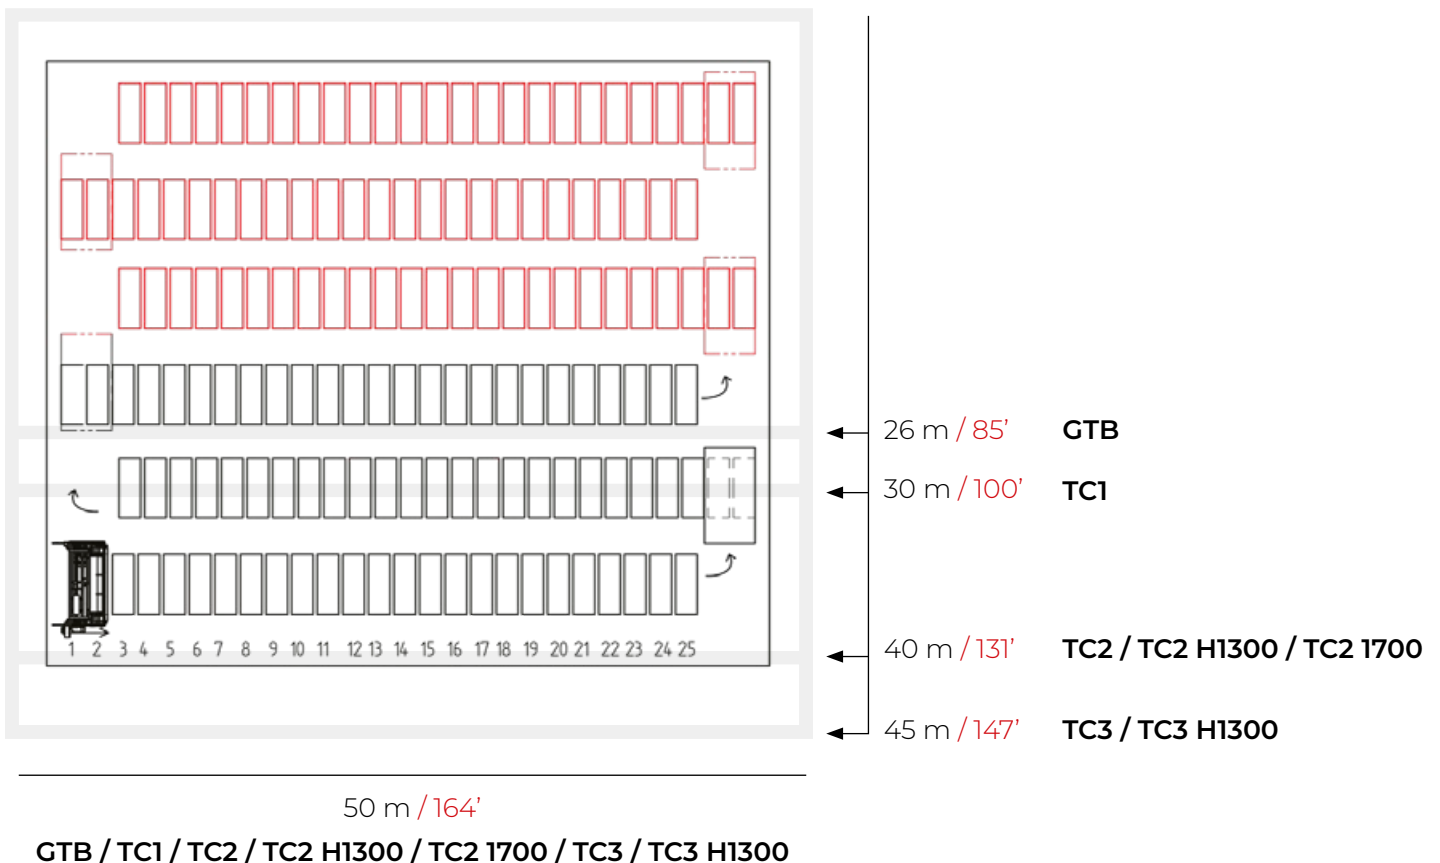 26 m / 85’ GTB
30 m / 100’ TC1
1 2 3 4 5 6 7 8 9 10 11 12 13 14 15 16 17 18 19 20 21 22 23 24 25
40 m / 131’ TC2 / TC2 H1300 / TC2 1700
45 m / 147’ TC3 / TC3 H1300
50 m / 164’
GTB / TC1 / TC2 / TC2 H1300 / TC2 1700 / TC3 / TC3 H1300